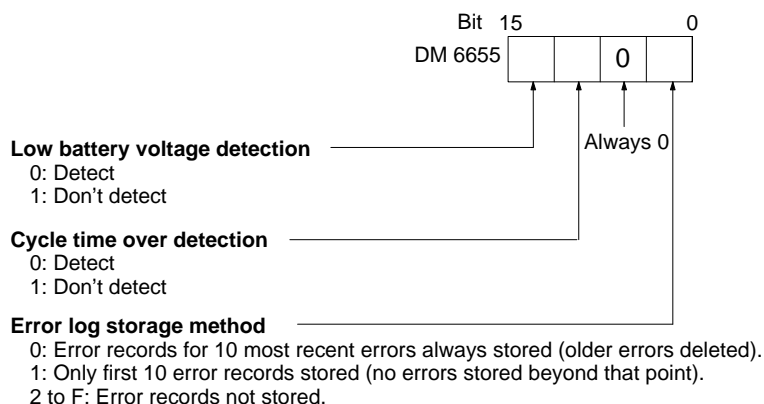 Bit 15 0
DM 6655 0
Always 0
Low battery voltage detection
0: Detect
1: Don't detect
Cycle time over detection
0: Detect
1: Don't detect
Error log storage method
0: Error records for 10 most recent errors always stored (older errors deleted).
1: Only first 10 error records stored (no errors stored beyond that point).
2 to F: Error records not stored.